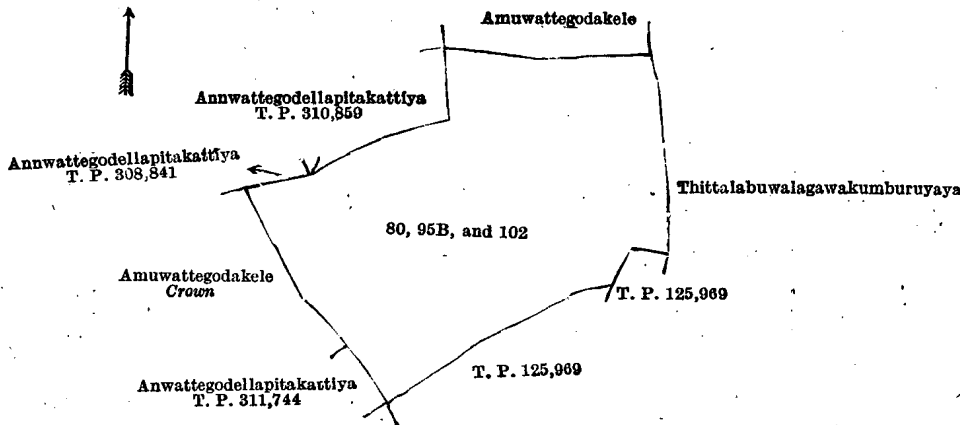 Amuwattegodakele
Annwattegodellapitakattiya
T. P. 310,859
Annwattegodellapitakattiya
T. P. 308,841
Thittalabuwalagawakumburuyaya
80, 95B, and 102
Amuwattegodakele
Crown
T. P. 125,969
T. P. 125,969
Anwattegodellapitakattiya
T. P. 311,744